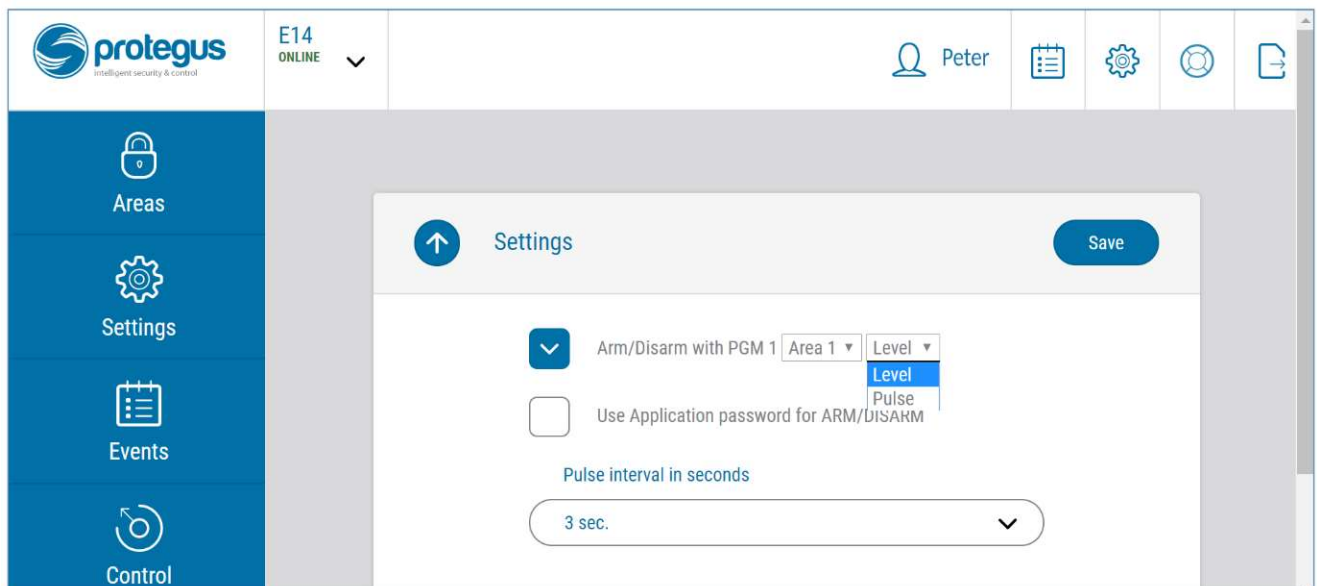 protegus
intelligent security & control
E14
ONLINE
Peter
Areas
Settings
Events
Control
Settings
Save
Arm/Disarm with PGM 1 Area 1 Level
Level
Pulse
Use Application password for ARM/DISARM
Pulse interval in seconds
3 sec.